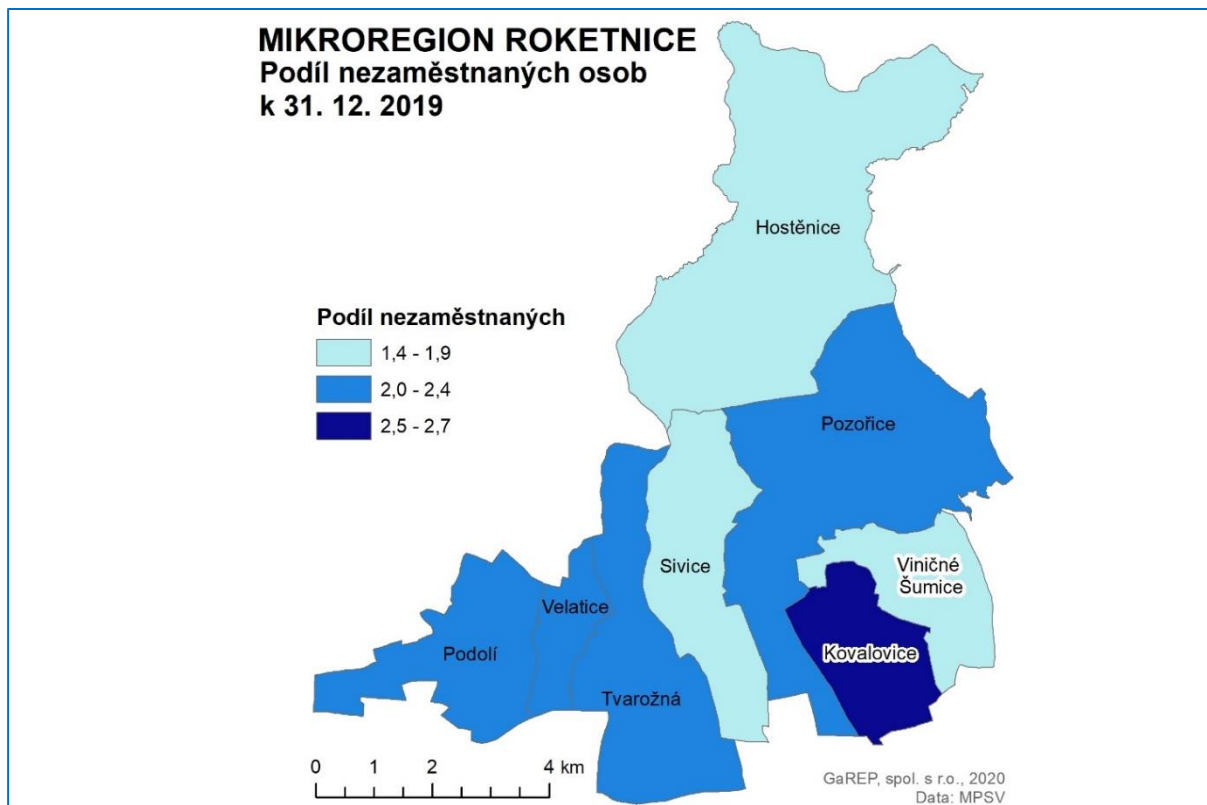 MIKROREGION ROKETNICE
Podíl nezaměstnaných osob
k 31. 12. 2019
Hostěnice
Podíl nezaměstnaných
1,4 - 1,9
2,0 - 2,4
2,5 - 2,7
Pozořice
Sivice
Viničné
Šumice
Velatice
Podolí
Kovalovice
Tvarožná
0 1 2 4 km
GaREP, spol. s r.o., 2020
Data: MPSV